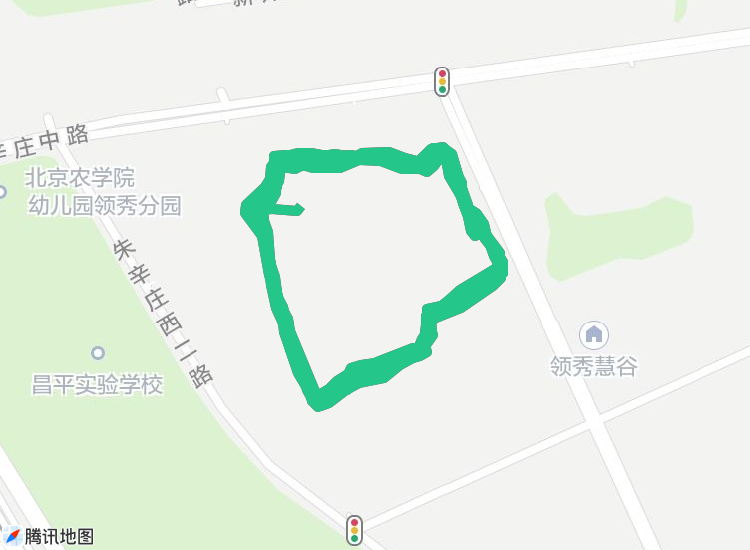 辛庄中路
北京农学院
幼儿园领秀分园
朱辛庄西二路
昌平实验学校
领秀慧谷
腾讯地图